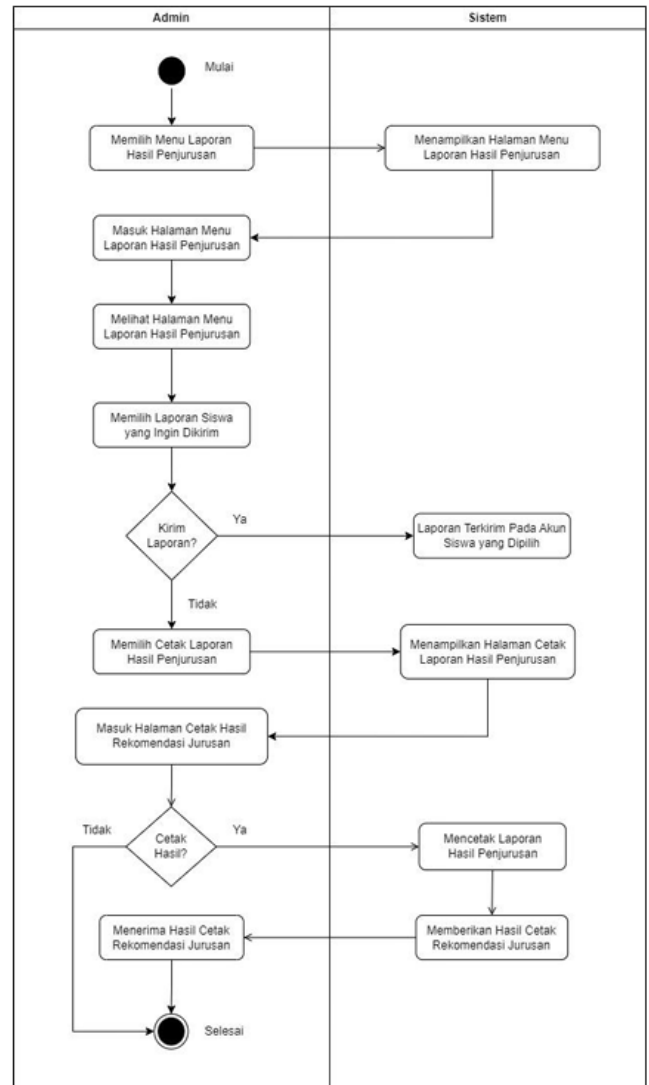 Admin
Sistem
Mulai
Memilih Menu Laporan
Hasil Penjurusan
Menampilkan Halaman Menu
Laporan Hasil Penjurusan
Masuk Halaman Menu
Laporan Hasil Penjurusan
Melihat Halaman Menu
Laporan Hasil Penjurusan
Memilih Laporan Siswa
yang Ingin Dikirim
Kirim
Laporan?
Ya
Laporan Terkirim Pada Akun
Siswa yang Dipilih
Tidak
Memilih Cetak Laporan
Hasil Penjurusan
Menampilkan Halaman Cetak
Laporan Hasil Penjurusan
Masuk Halaman Cetak Hasil
Rekomendasi Jurusan
Tidak
Cetak
Hasil?
Ya
Mencetak Laporan
Hasil Penjurusan
Menerima Hasil Cetak
Rekomendasi Jurusan
Memberikan Hasil Cetak
Rekomendasi Jurusan
Selesai